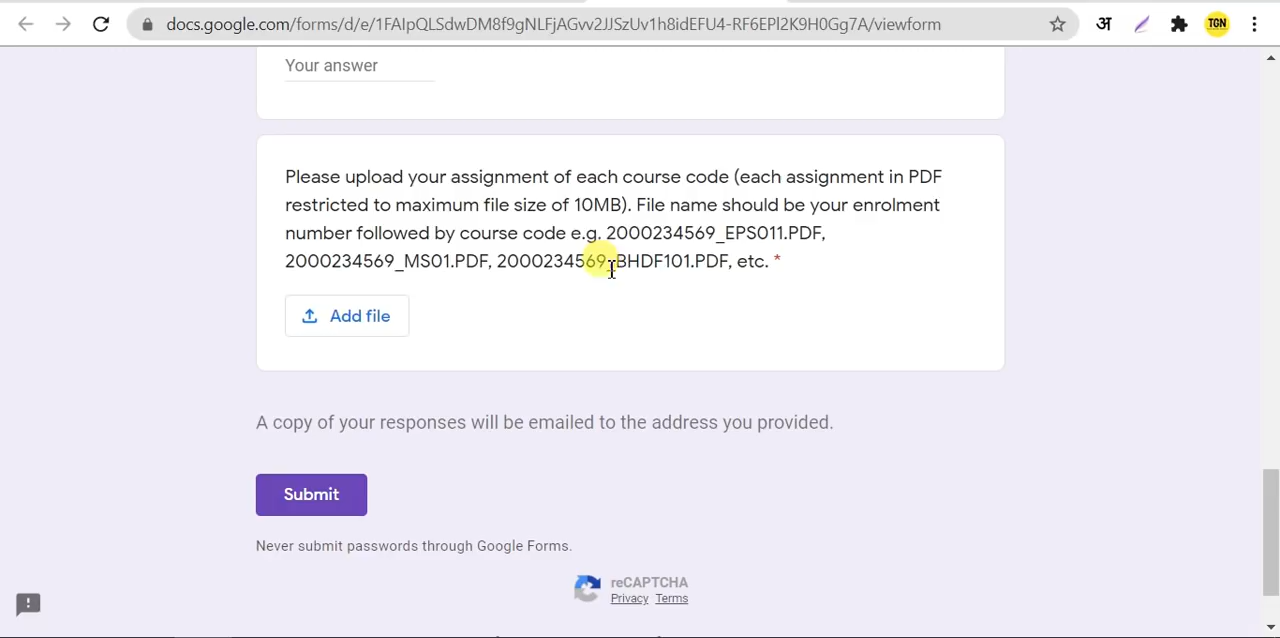 docs.google.com/forms/d/e/1FAIpQLSdwDM8f9gNLFjAGvv2JJSzUv1h8idEFU4-RF6EPl2K9H0Gg7A/viewform
अ
TGN
Your answer
Please upload your assignment of each course code (each assignment in PDF
restricted to maximum file size of 10MB). File name should be your enrolment
number followed by course code e.g. 2000234569_EPS011.PDF,
2000234569_MS01.PDF, 2000234569_BHDF101.PDF, etc. *
Add file
A copy of your responses will be emailed to the address you provided.
Submit
Never submit passwords through Google Forms.
reCAPTCHA
Privacy Terms